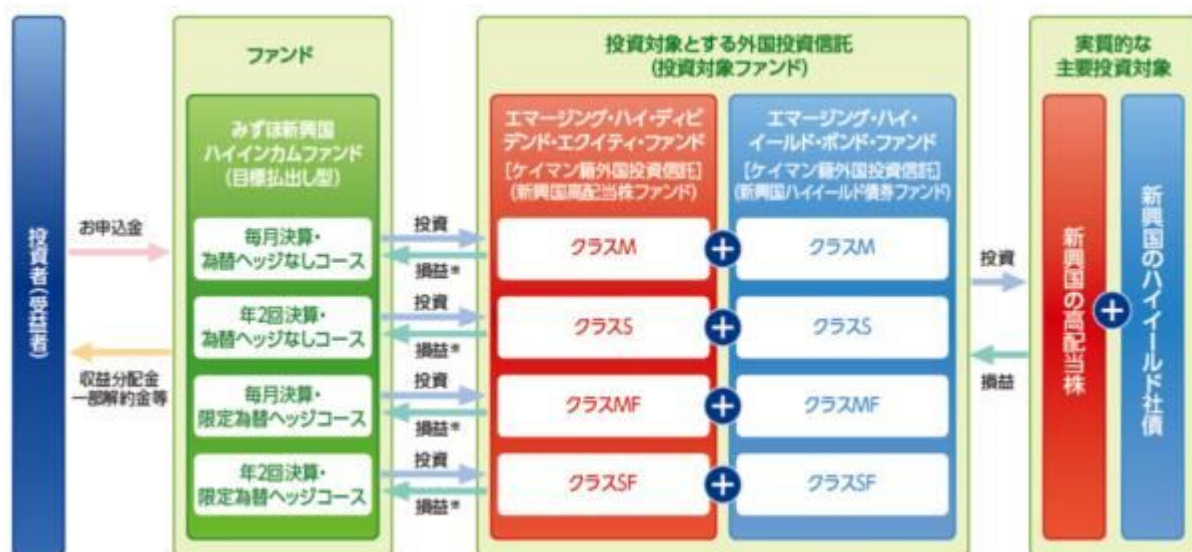 投資者(受益者)
お申込金
収益分配金
一部解約金等
ファンド
みずほ新興国
ハイインカムファンド
(目標払出し型)
毎月決算・
為替ヘッジなしコース
年2回決算・
為替ヘッジなしコース
毎月決算・
限定為替ヘッジコース
年2回決算・
限定為替ヘッジコース
投資
損益※
投資
損益※
投資
損益※
投資
損益※
投資対象とする外国投資信託
(投資対象ファンド)
エマージング・ハイ・ディビ
デンド・エクイティ・ファンド
[ケイマン籍外国投資信託]
(新興国高配当株ファンド)
クラスM
クラスS
クラスMF
クラスSF
+
+
+
+
エマージング・ハイ・
イールド・ボンド・ファンド
[ケイマン籍外国投資信託]
(新興国ハイイールド債券ファンド)
クラスM
クラスS
クラスMF
クラスSF
投資
損益
実質的な
主要投資対象
新興国の高配当株
+
新興国のハイイールド社債